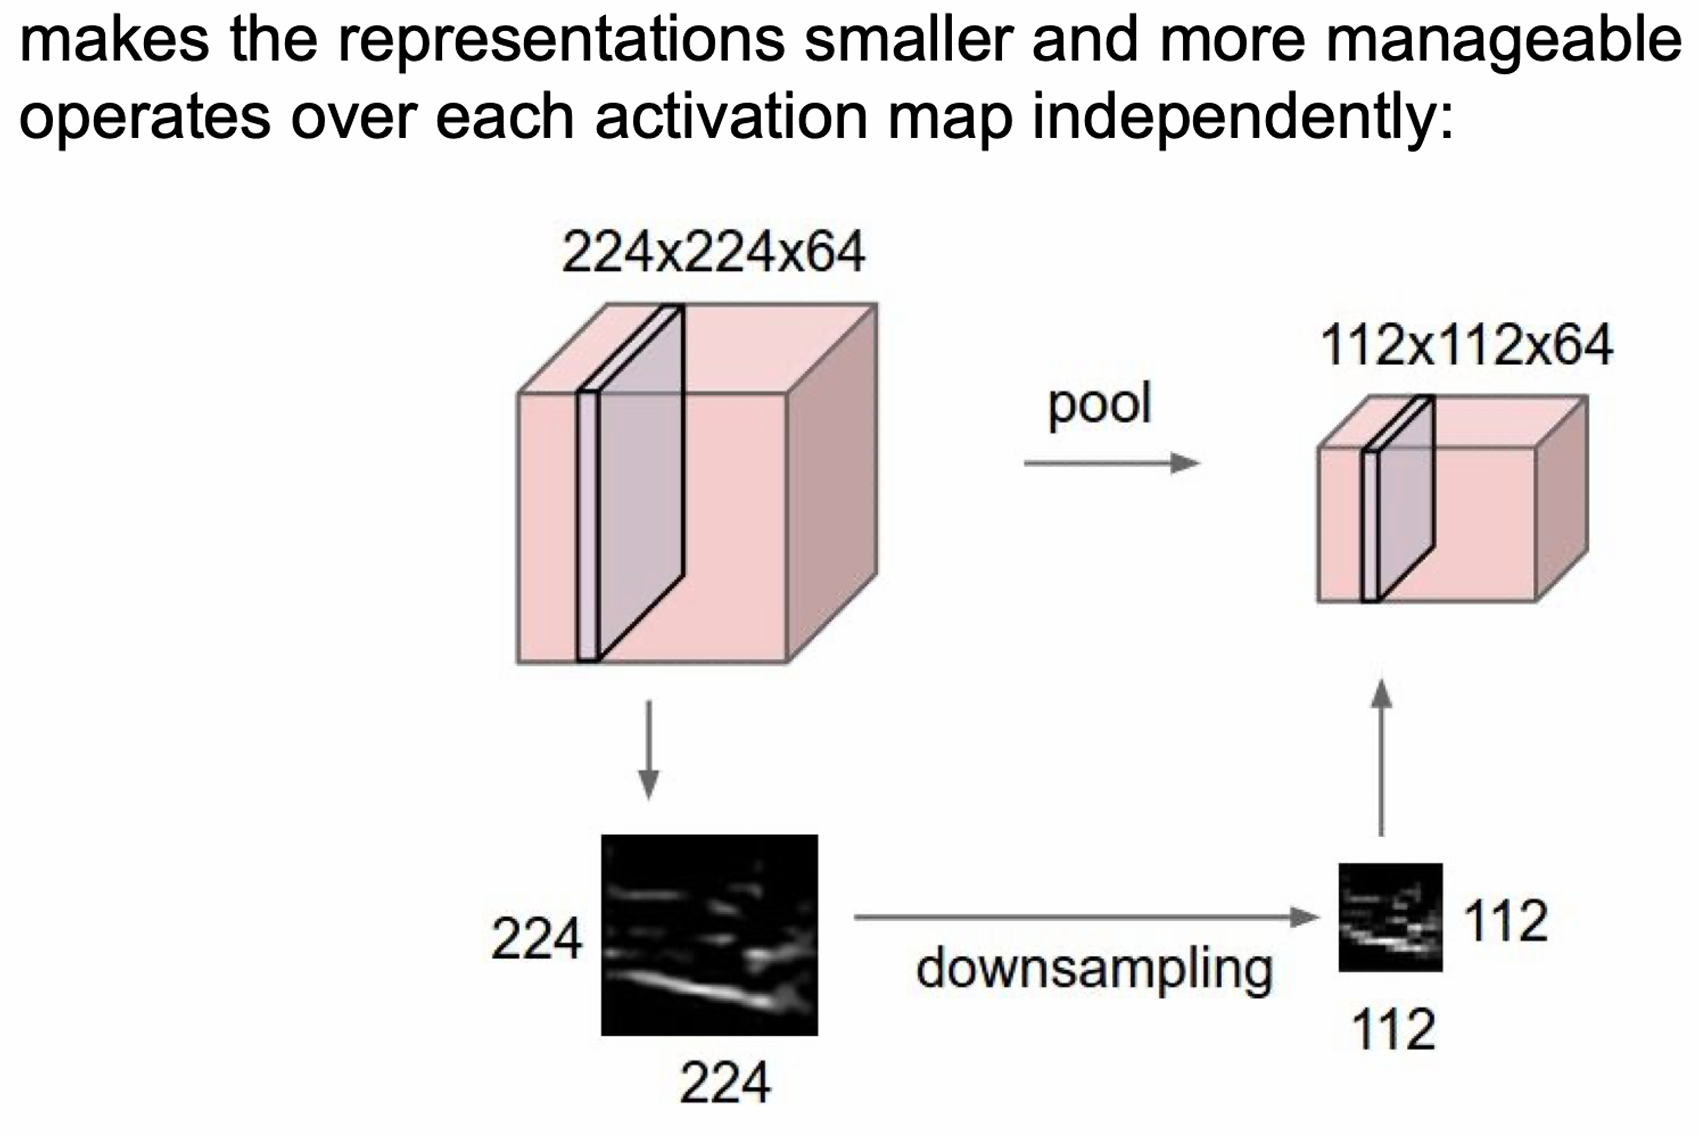 makes the representations smaller and more manageable
operates over each activation map independently:
224x224x64
112x112x64
pool
224
downsampling
112
112
224